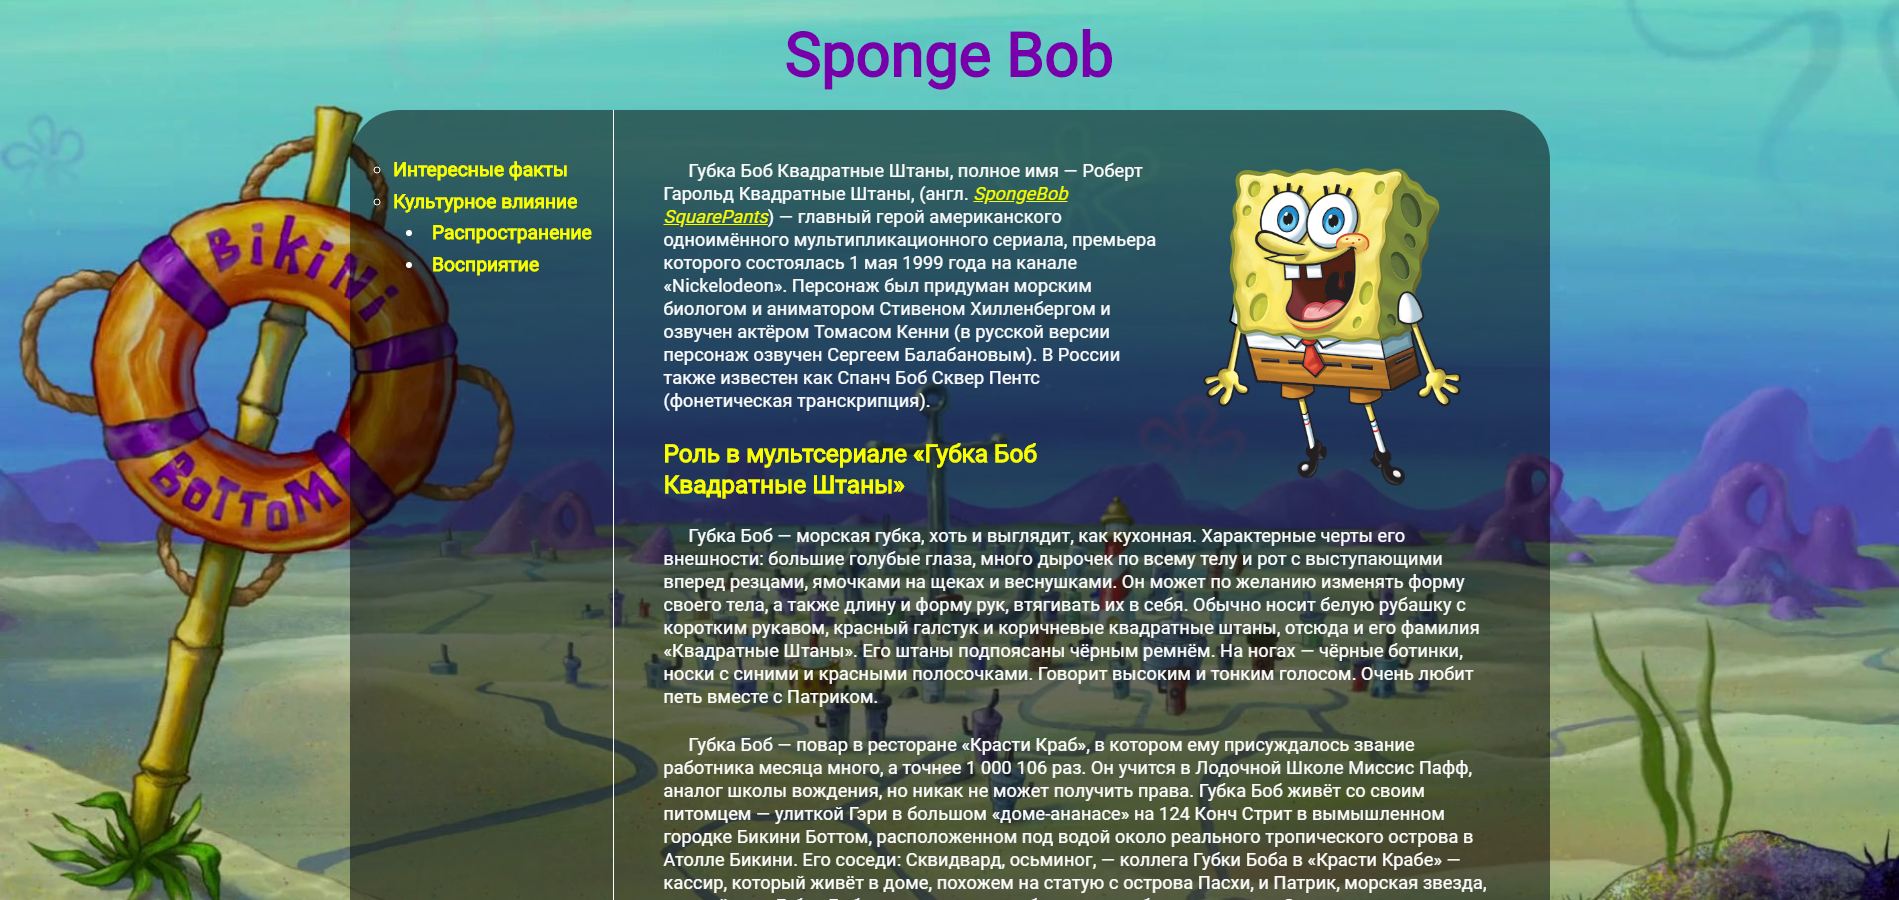 Sponge Bob
BikiNi
BoTToM
Интересные факты
Культурное влияние
Распространение
Восприятие
Губка Боб Квадратные Штаны, полное имя — Роберт
Гарольд Квадратные Штаны, (англ. SpongeBob
SquarePants) — главный герой американского
одноимённого мультипликационного сериала, премьера
которого состоялась 1 мая 1999 года на канале
«Nickelodeon». Персонаж был придуман морским
биологом и аниматором Стивеном Хилленбергом и
озвучен актёром Томасом Кенни (в русской версии
персонаж озвучен Сергеем Балабановым). В России
также известен как Спанч Боб Сквер Пентс
(фонетическая транскрипция).
Роль в мультсериале «Губка Боб
Квадратные Штаны»
Губка Боб — морская губка, хоть и выглядит, как кухонная. Характерные черты его
внешности: большие голубые глаза, много дырочек по всему телу и рот с выступающими
вперед резцами, ямочками на щеках и веснушками. Он может по желанию изменять форму
своего тела, а также длину и форму рук, втягивать их в себя. Обычно носит белую рубашку с
коротким рукавом, красный галстук и коричневые квадратные штаны, отсюда и его фамилия
«Квадратные Штаны». Его штаны подпоясаны чёрным ремнём. На ногах — чёрные ботинки,
носки с синими и красными полосочками. Говорит высоким и тонким голосом. Очень любит
петь вместе с Патриком.
Губка Боб — повар в ресторане «Красти Краб», в котором ему присуждалось звание
работника месяца много, а точнее 1 000 106 раз. Он учится в Лодочной Школе Миссис Пафф,
аналог школы вождения, но никак не может получить права. Губка Боб живёт со своим
питомцем — улиткой Гэри в большом «доме-ананасе» на 124 Конч Стрит в вымышленном
городке Бикини Боттом, расположенном под водой около реального тропического острова в
Атолле Бикини. Его соседи: Сквидвард, осьминог, — коллега Губки Боба в «Красти Крабе» —
кассир, который живёт в доме, похожем на статую с острова Пасхи, и Патрик, морская звезда,